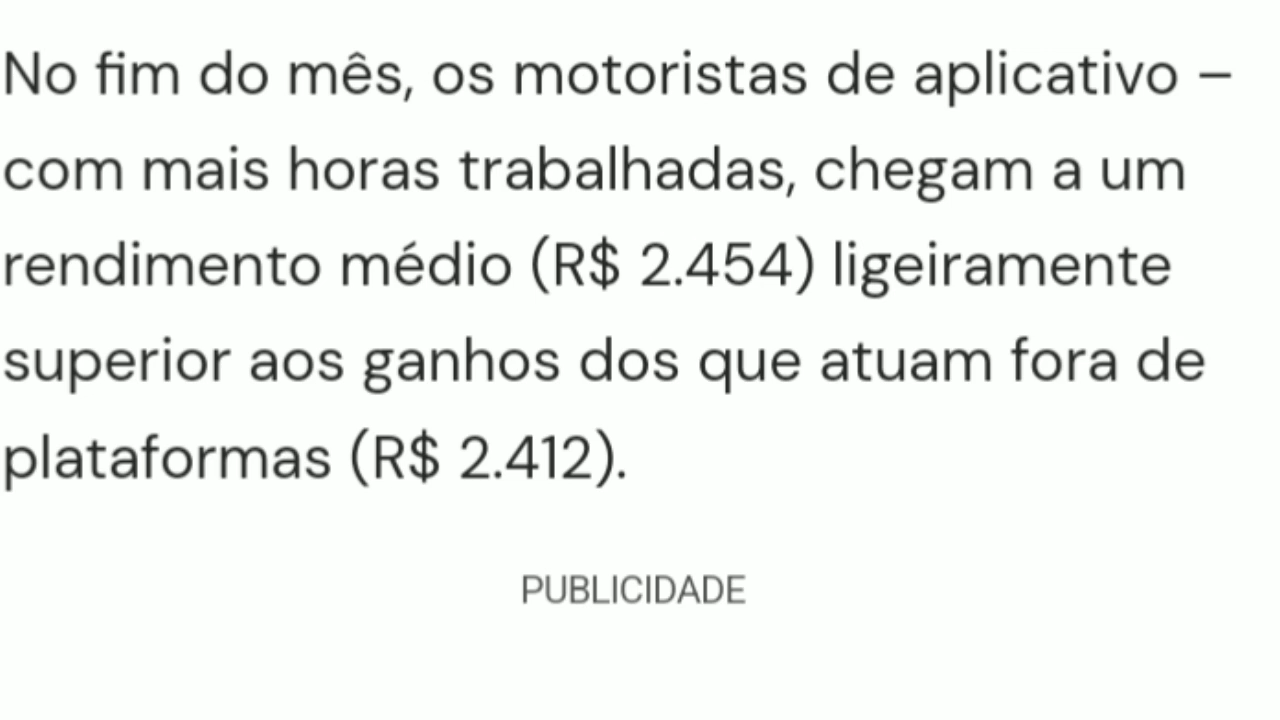 No fim do mês, os motoristas de aplicativo –
com mais horas trabalhadas, chegam a um
rendimento médio (R$ 2.454) ligeiramente
superior aos ganhos dos que atuam fora de
plataformas (R$ 2.412).
PUBLICIDADE